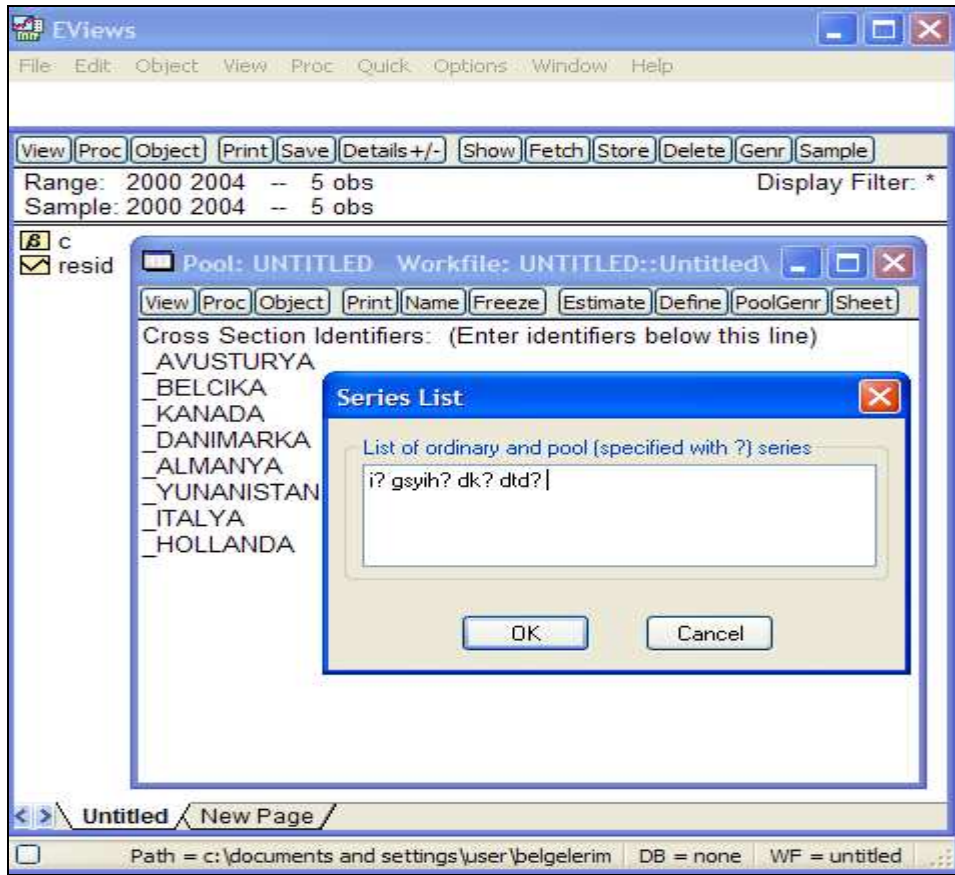 EViews
File Edit Object View Proc Quick Options Window Help
View Proc Object Print Save Details+/- Show Fetch Store Delete Genr Sample
Range: 2000 2004 -- 5 obs Display Filter: *
Sample: 2000 2004 -- 5 obs
β c
resid
Pool: UNTITLED Workfile: UNTITLED::Untitled\
View Proc Object Print Name Freeze Estimate Define PoolGenr Sheet
Cross Section Identifiers: (Enter identifiers below this line)
_AVUSTURYA
_BELCIKA
_KANADA
_DANIMARKA
_ALMANYA
_YUNANISTAN
_ITALYA
_HOLLANDA
Series List
List of ordinary and pool (specified with ?) series
i? gsyih? dk? dtd?
OK Cancel
Untitled New Page
Path = c:\documents and settings\user\belgelerim DB = none WF = untitled